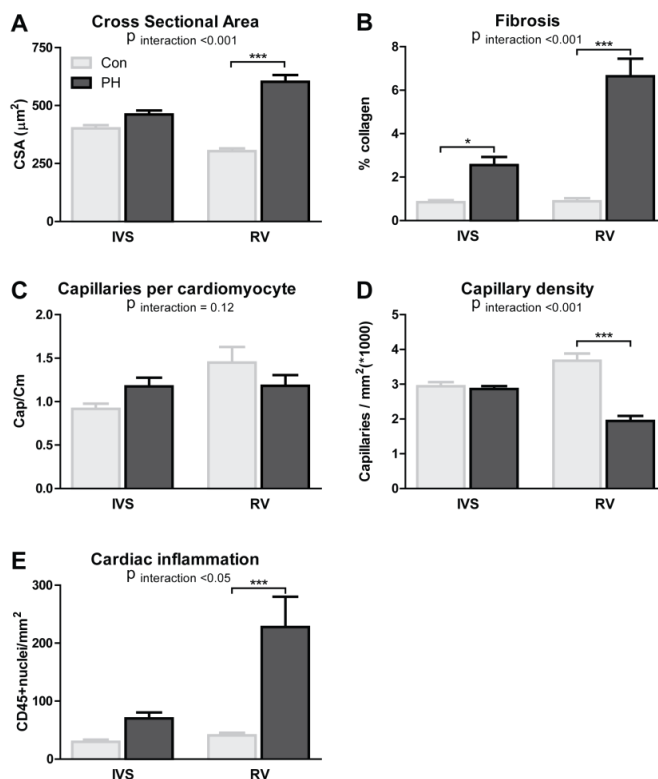 A
Cross Sectional Area
p interaction <0.001
Con
PH
***
CSA (μm²)
750
500
250
0
IVS
RV
B
Fibrosis
p interaction <0.001
*
***
% collagen
8
6
4
2
0
IVS
RV
C
Capillaries per cardiomyocyte
p interaction = 0.12
Cap/Cm
2.0
1.5
1.0
0.5
0.0
IVS
RV
D
Capillary density
p interaction <0.001
***
Capillaries / mm²(*1000)
5
4
3
2
1
0
IVS
RV
E
Cardiac inflammation
p interaction <0.05
***
CD45+nuclei/mm²
300
200
100
0
IVS
RV